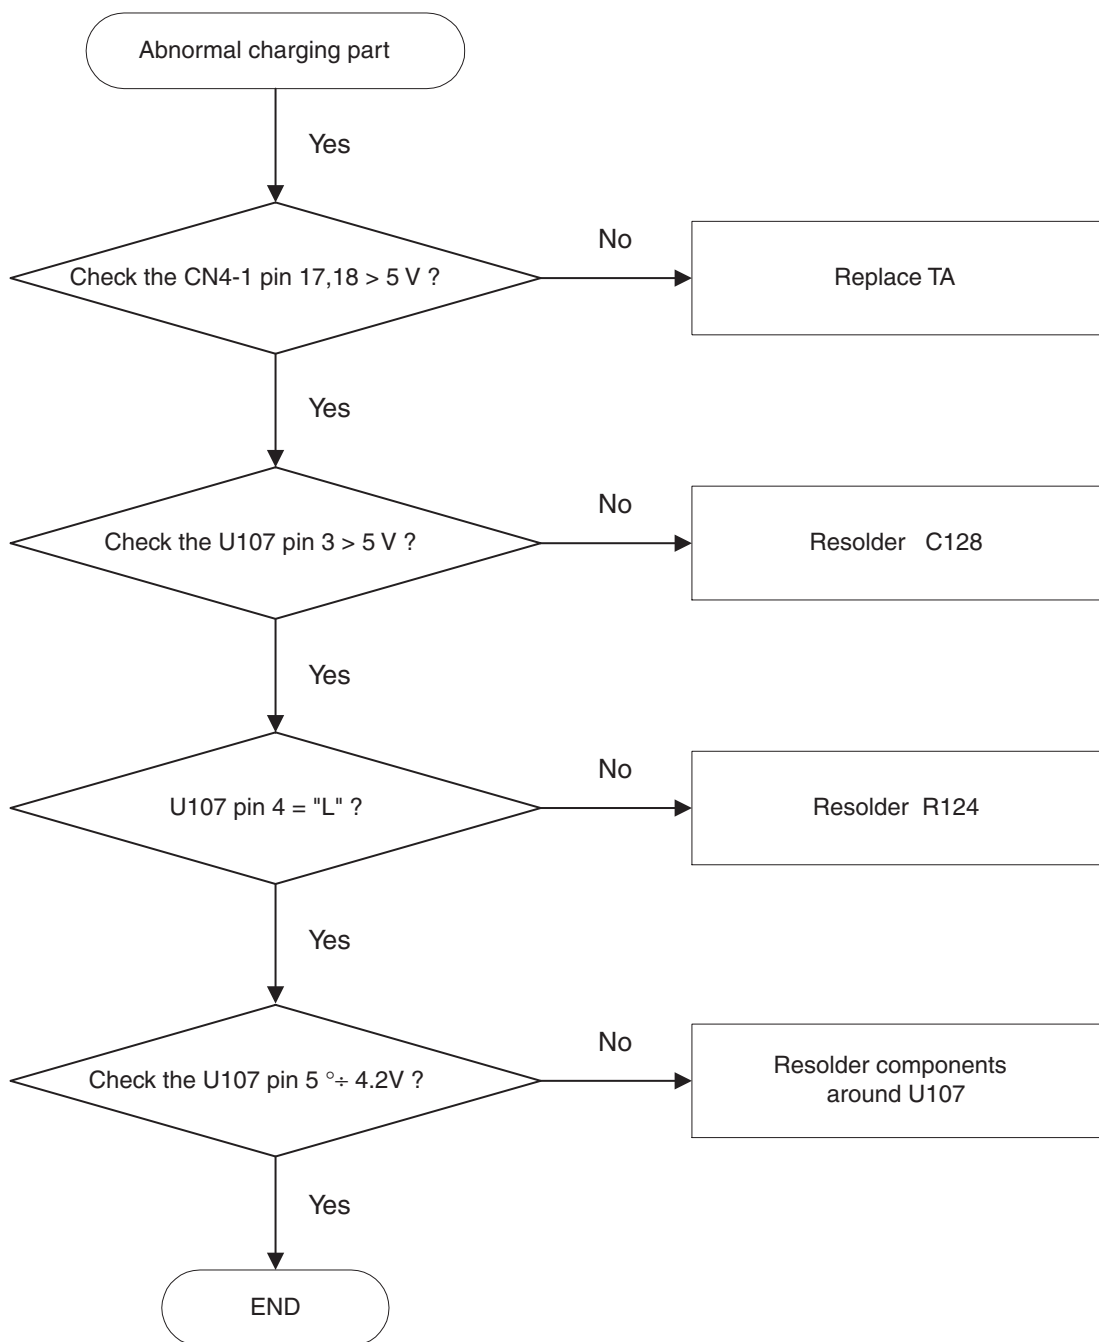 Abnormal charging part
Yes
Check the CN4-1 pin 17,18 > 5 V ?
No
Replace TA
Yes
Check the U107 pin 3 > 5 V ?
No
Resolder C128
Yes
U107 pin 4 = "L" ?
No
Resolder R124
Yes
Check the U107 pin 5 °÷ 4.2V ?
No
Resolder components
around U107
Yes
END